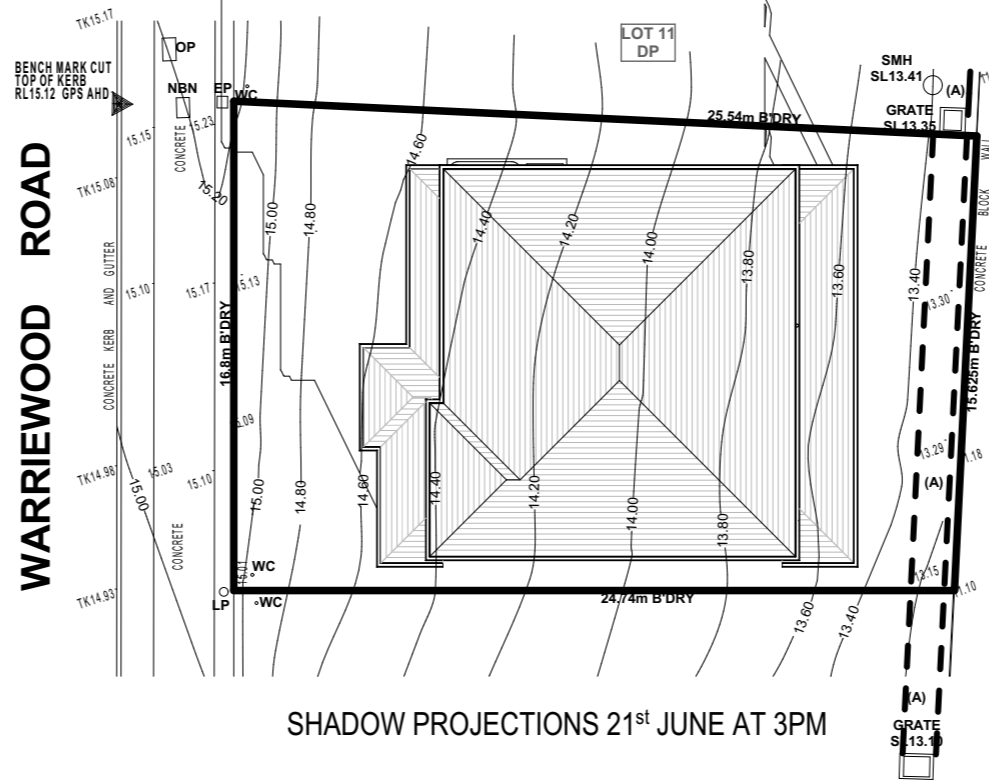 TK15.17
OP
BENCH MARK CUT
TOP OF KERB
RL15.12 GPS AHD
NBN
EP
WC
LOT 11
DP
SMH
SL13.41
(A)
GRATE
SL13.35
25.54m B'DRY
15.15
CONCRETE
15.23
14.60
TK15.08
15.20
WARRIEWOOD ROAD
CONCRETE KERB AND GUTTER
15.00
14.80
14.40
14.20
14.00
13.80
13.60
13.40
CONCRETE BLOCK WALL
15.10
15.17
15.13
13.30
16.8m B'DRY
15.625m B'DRY
TK14.98
15.03
15.00
15.10
15.00
14.80
14.60
14.40
14.20
14.00
13.80
13.29
(A)
CONCRETE
15.01
WC
13.15
TK14.93
LP
WC
24.74m B'DRY
13.60
13.40
(A)
GRATE
SL13.10
SHADOW PROJECTIONS 21st JUNE AT 3PM